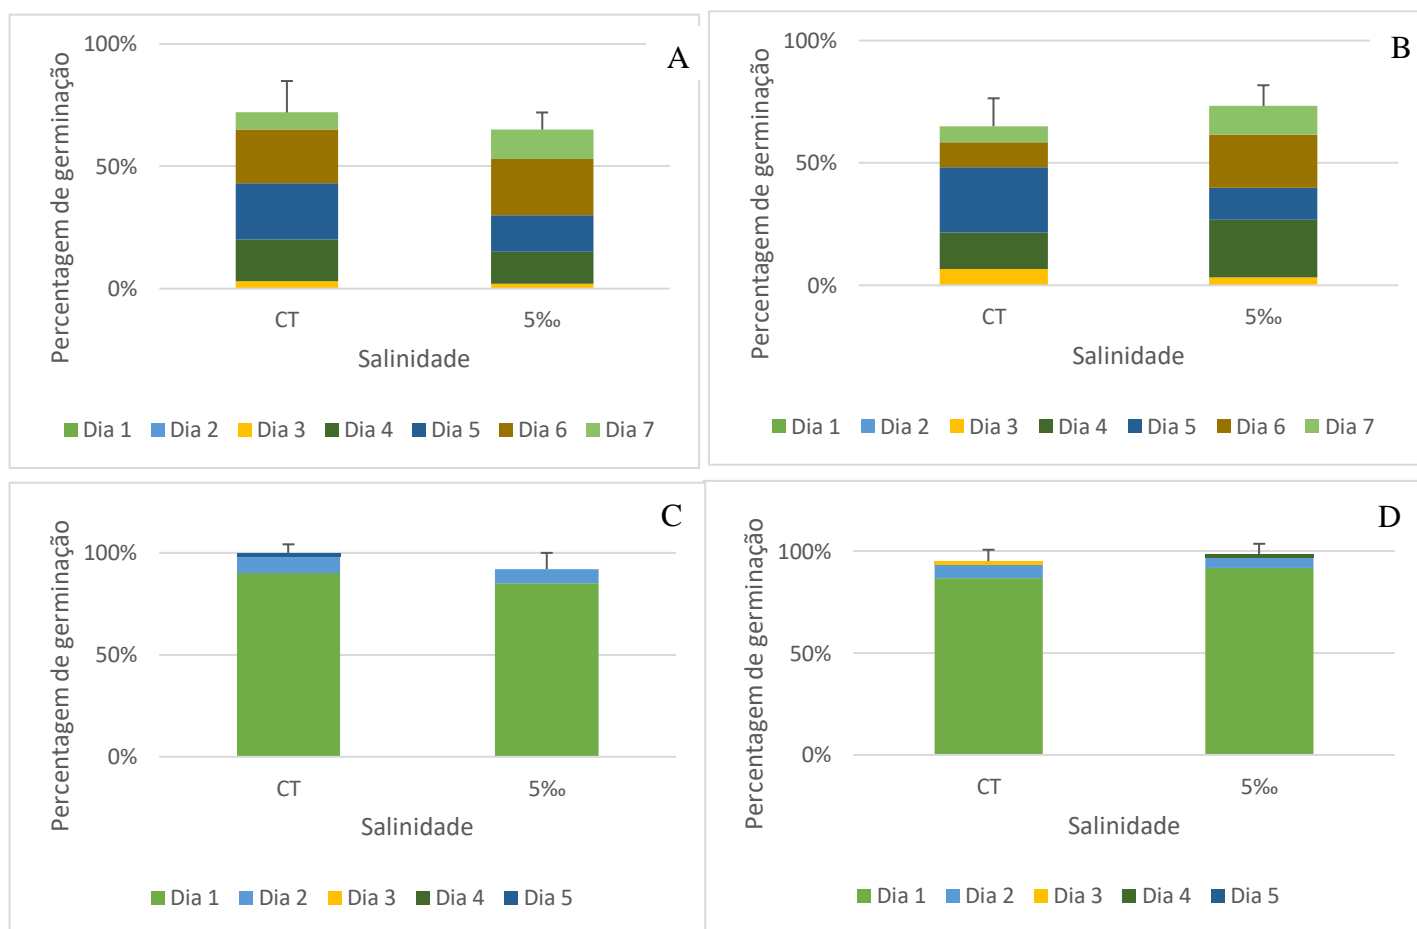 A
Percentagem de germinação
100%
50%
0%
CT 5‰
Salinidade
Dia 1 Dia 2 Dia 3 Dia 4 Dia 5 Dia 6 Dia 7
B
Percentagem de germinação
100%
50%
0%
CT 5‰
Salinidade
Dia 1 Dia 2 Dia 3 Dia 4 Dia 5 Dia 6 Dia 7
C
Percentagem de germinação
100%
50%
0%
CT 5‰
Salinidade
Dia 1 Dia 2 Dia 3 Dia 4 Dia 5
D
Percentagem de germinação
100%
50%
0%
CT 5‰
Salinidade
Dia 1 Dia 2 Dia 3 Dia 4 Dia 5